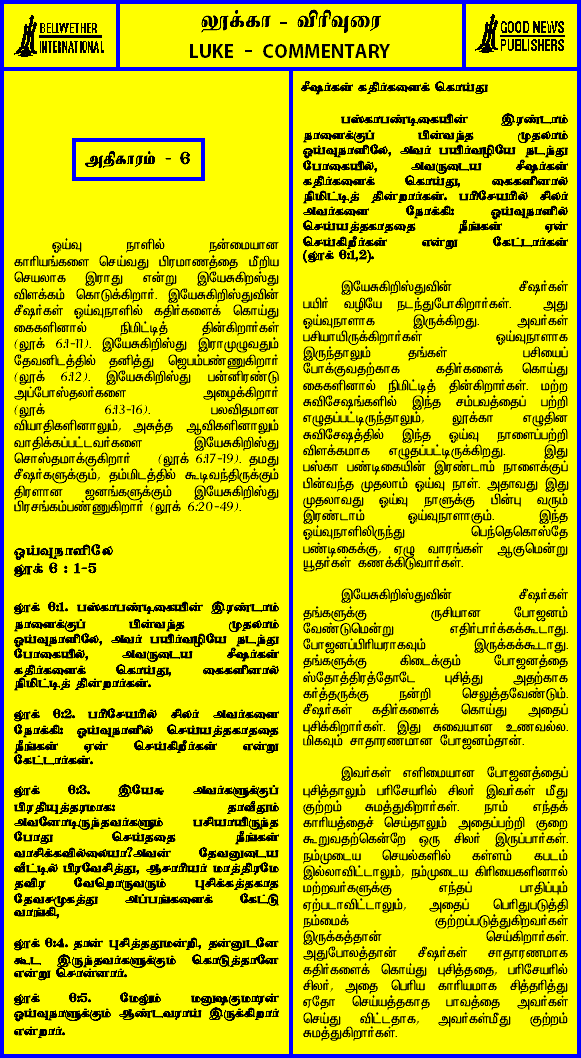 BELWETHER
INTERNATIONAL
லூக்கா - விரிவுரை
LUKE - COMMENTARY
GOOD NEWS
PUBLISHERS
அதிகாரம் - 6
ஓய்வு நாளில் நன்மையான
காரியங்களை செய்வது பிரமாணத்தை மீறிய
செயலாக இராது என்று இயேசுகிறஸ்து
விளக்கம் கொடுக்கிறார். இயேசுகிறிஸ்துவின்
சீஷர்கள் ஓய்வுநாளில் கதிர்களைக் கொய்து
கைகளினால் நிமிட்டித் தின்கிறார்கள்
(லூக் 6:1-11). இயேசுகிறிஸ்து இராமுழுவதும்
தேவனிடத்தில் தனித்து ஜெபம்பண்ணுகிறார்
(லூக் 6:12). இயேசுகிறிஸ்து பன்னிரண்டு
அப்போஸ்தலர்களை அழைக்கிறார்
(லூக் 6:13-16). பலவிதமான
வியாதிகளினாலும், அசுத்த ஆவிகளினாலும்
வாதிக்கப்பட்டவர்களை இயேசுகிறிஸ்து
சொஸ்தமாக்குகிறார் (லூக் 6:17-19). தமது
சீஷர்களுக்கும், தம்மிடத்தில் கூடிவந்திருக்கும்
திரளான ஜனங்களுக்கும் இயேசுகிறிஸ்து
பிரசங்கம்பண்ணுகிறார் (லூக் 6:20-49).
ஓய்வுநாளிலே
லூக் 6 : 1-5
லூக் 6:1. பஸ்காபண்டிகையின் இரண்டாம்
நாளைக்குப் பின்வந்த முதலாம்
ஓய்வுநாளிலே, அவர் பயிர்வழியே நடந்து
போகையில், அவருடைய சீஷர்கள்
கதிர்களைக் கொய்து, கைகளினால்
நிமிட்டித் தின்றார்கள்.
லூக் 6:2. பரிசேயரில் சிலர் அவர்களை
நோக்கி: ஓய்வுநாளில் செய்யத்தகாததை
நீங்கள் ஏன் செய்கிறீர்கள் என்று
கேட்டார்கள்.
லூக் 6:3. இயேசு அவர்களுக்குப்
பிரதியுத்தரமாக: தாவீதும்
அவனோடிருந்தவர்களும் பசியாயிருந்த
போது செய்ததை நீங்கள்
வாசிக்கவில்லையா?அவன் தேவனுடைய
வீட்டில் பிரவேசித்து, ஆசாரியர் மாத்திரமே
தவிர வேறொருவரும் புசிக்கத்தகாத
தேவசமுகத்து அப்பங்களைக் கேட்டு
வாங்கி,
லூக் 6:4. தான் புசித்ததுமன்றி, தன்னுடனே
கூட இருந்தவர்களுக்கும் கொடுத்தானே
என்று சொன்னார்.
லூக் 6:5. மேலும் மனுஷகுமாரன்
ஓய்வுநாளுக்கும் ஆண்டவராய் இருக்கிறார்
என்றார்.
சீஷர்கள் கதிர்களைக் கொய்து
பஸ்காபண்டிகையின் இரண்டாம்
நாளைக்குப் பின்வந்த முதலாம்
ஓய்வுநாளிலே, அவர் பயிர்வழியே நடந்து
போகையில், அவருடைய சீஷர்கள்
கதிர்களைக் கொய்து, கைகளினால்
நிமிட்டித் தின்றார்கள். பரிசேயரில் சிலர்
அவர்களை நோக்கி: ஓய்வுநாளில்
செய்யத்தகாததை நீங்கள் ஏன்
செய்கிறீர்கள் என்று கேட்டார்கள்
(லூக் 6:1,2).
இயேசுகிறிஸ்துவின் சீஷர்கள்
பயிர் வழியே நடந்துபோகிறார்கள். அது
ஓய்வுநாளாக இருக்கிறது. அவர்கள்
பசியாயிருக்கிறார்கள் ஓய்வுநாளாக
இருந்தாலும் தங்கள் பசியைப்
போக்குவதற்காக கதிர்களைக் கொய்து
கைகளினால் நிமிட்டித் தின்கிறார்கள். மற்ற
சுவிசேஷங்களில் இந்த சம்பவத்தைப் பற்றி
எழுதப்பட்டிருந்தாலும், லூக்கா எழுதின
சுவிசேஷத்தில் இந்த ஓய்வு நாளைப்பற்றி
விளக்கமாக எழுதப்பட்டிருக்கிறது. இது
பஸ்கா பண்டிகையின் இரண்டாம் நாளைக்குப்
பின்வந்த முதலாம் ஓய்வு நாள். அதாவது இது
முதலாவது ஓய்வு நாளுக்கு பின்பு வரும்
இரண்டாம் ஓய்வுநாளாகும். இந்த
ஓய்வுநாளிலிருந்து பெந்தெகொஸ்தே
பண்டிகைக்கு, ஏழு வாரங்கள் ஆகுமென்று
யூதர்கள் கணக்கிடுவார்கள்.
இயேசுகிறிஸ்துவின் சீஷர்கள்
தங்களுக்கு ருசியான போஜனம்
வேண்டுமென்று எதிர்பார்க்கக்கூடாது.
போஜனப்பிரியராகவும் இருக்கக்கூடாது.
தங்களுக்கு கிடைக்கும் போஜனத்தை
ஸ்தோத்திரத்தோடே புசித்து அதற்காக
கர்த்தருக்கு நன்றி செலுத்தவேண்டும்.
சீஷர்கள் கதிர்களைக் கொய்து அதைப்
புசிக்கிறார்கள். இது சுவையான உணவல்ல.
மிகவும் சாதாரணமான போஜனம்தான்.
இவர்கள் எளிமையான போஜனத்தைப்
புசித்தாலும் பரிசேயரில் சிலர் இவர்கள் மீது
குற்றம் சுமத்துகிறார்கள். நாம் எந்தக்
காரியத்தைச் செய்தாலும் அதைப்பற்றி குறை
கூறுவதற்கென்றே ஒரு சிலர் இருப்பார்கள்.
நம்முடைய செயல்களில் கள்ளம் கபடம்
இல்லாவிட்டாலும், நம்முடைய கிரியைகளினால்
மற்றவர்களுக்கு எந்தப் பாதிப்பும்
ஏற்படாவிட்டாலும், அதைப் பெரிதுபடுத்தி
நம்மைக் குற்றப்படுத்துகிறவர்கள்
இருக்கத்தான் செய்கிறார்கள்.
அதுபோலத்தான் சீஷர்கள் சாதாரணமாக
கதிர்களைக் கொய்து புசித்ததை, பரிசேயரில்
சிலர், அதை பெரிய காரியமாக சித்தரித்து
ஏதோ செய்யத்தகாத பாவத்தை அவர்கள்
செய்து விட்டதாக, அவர்கள்மீது குற்றம்
சுமத்துகிறார்கள்.